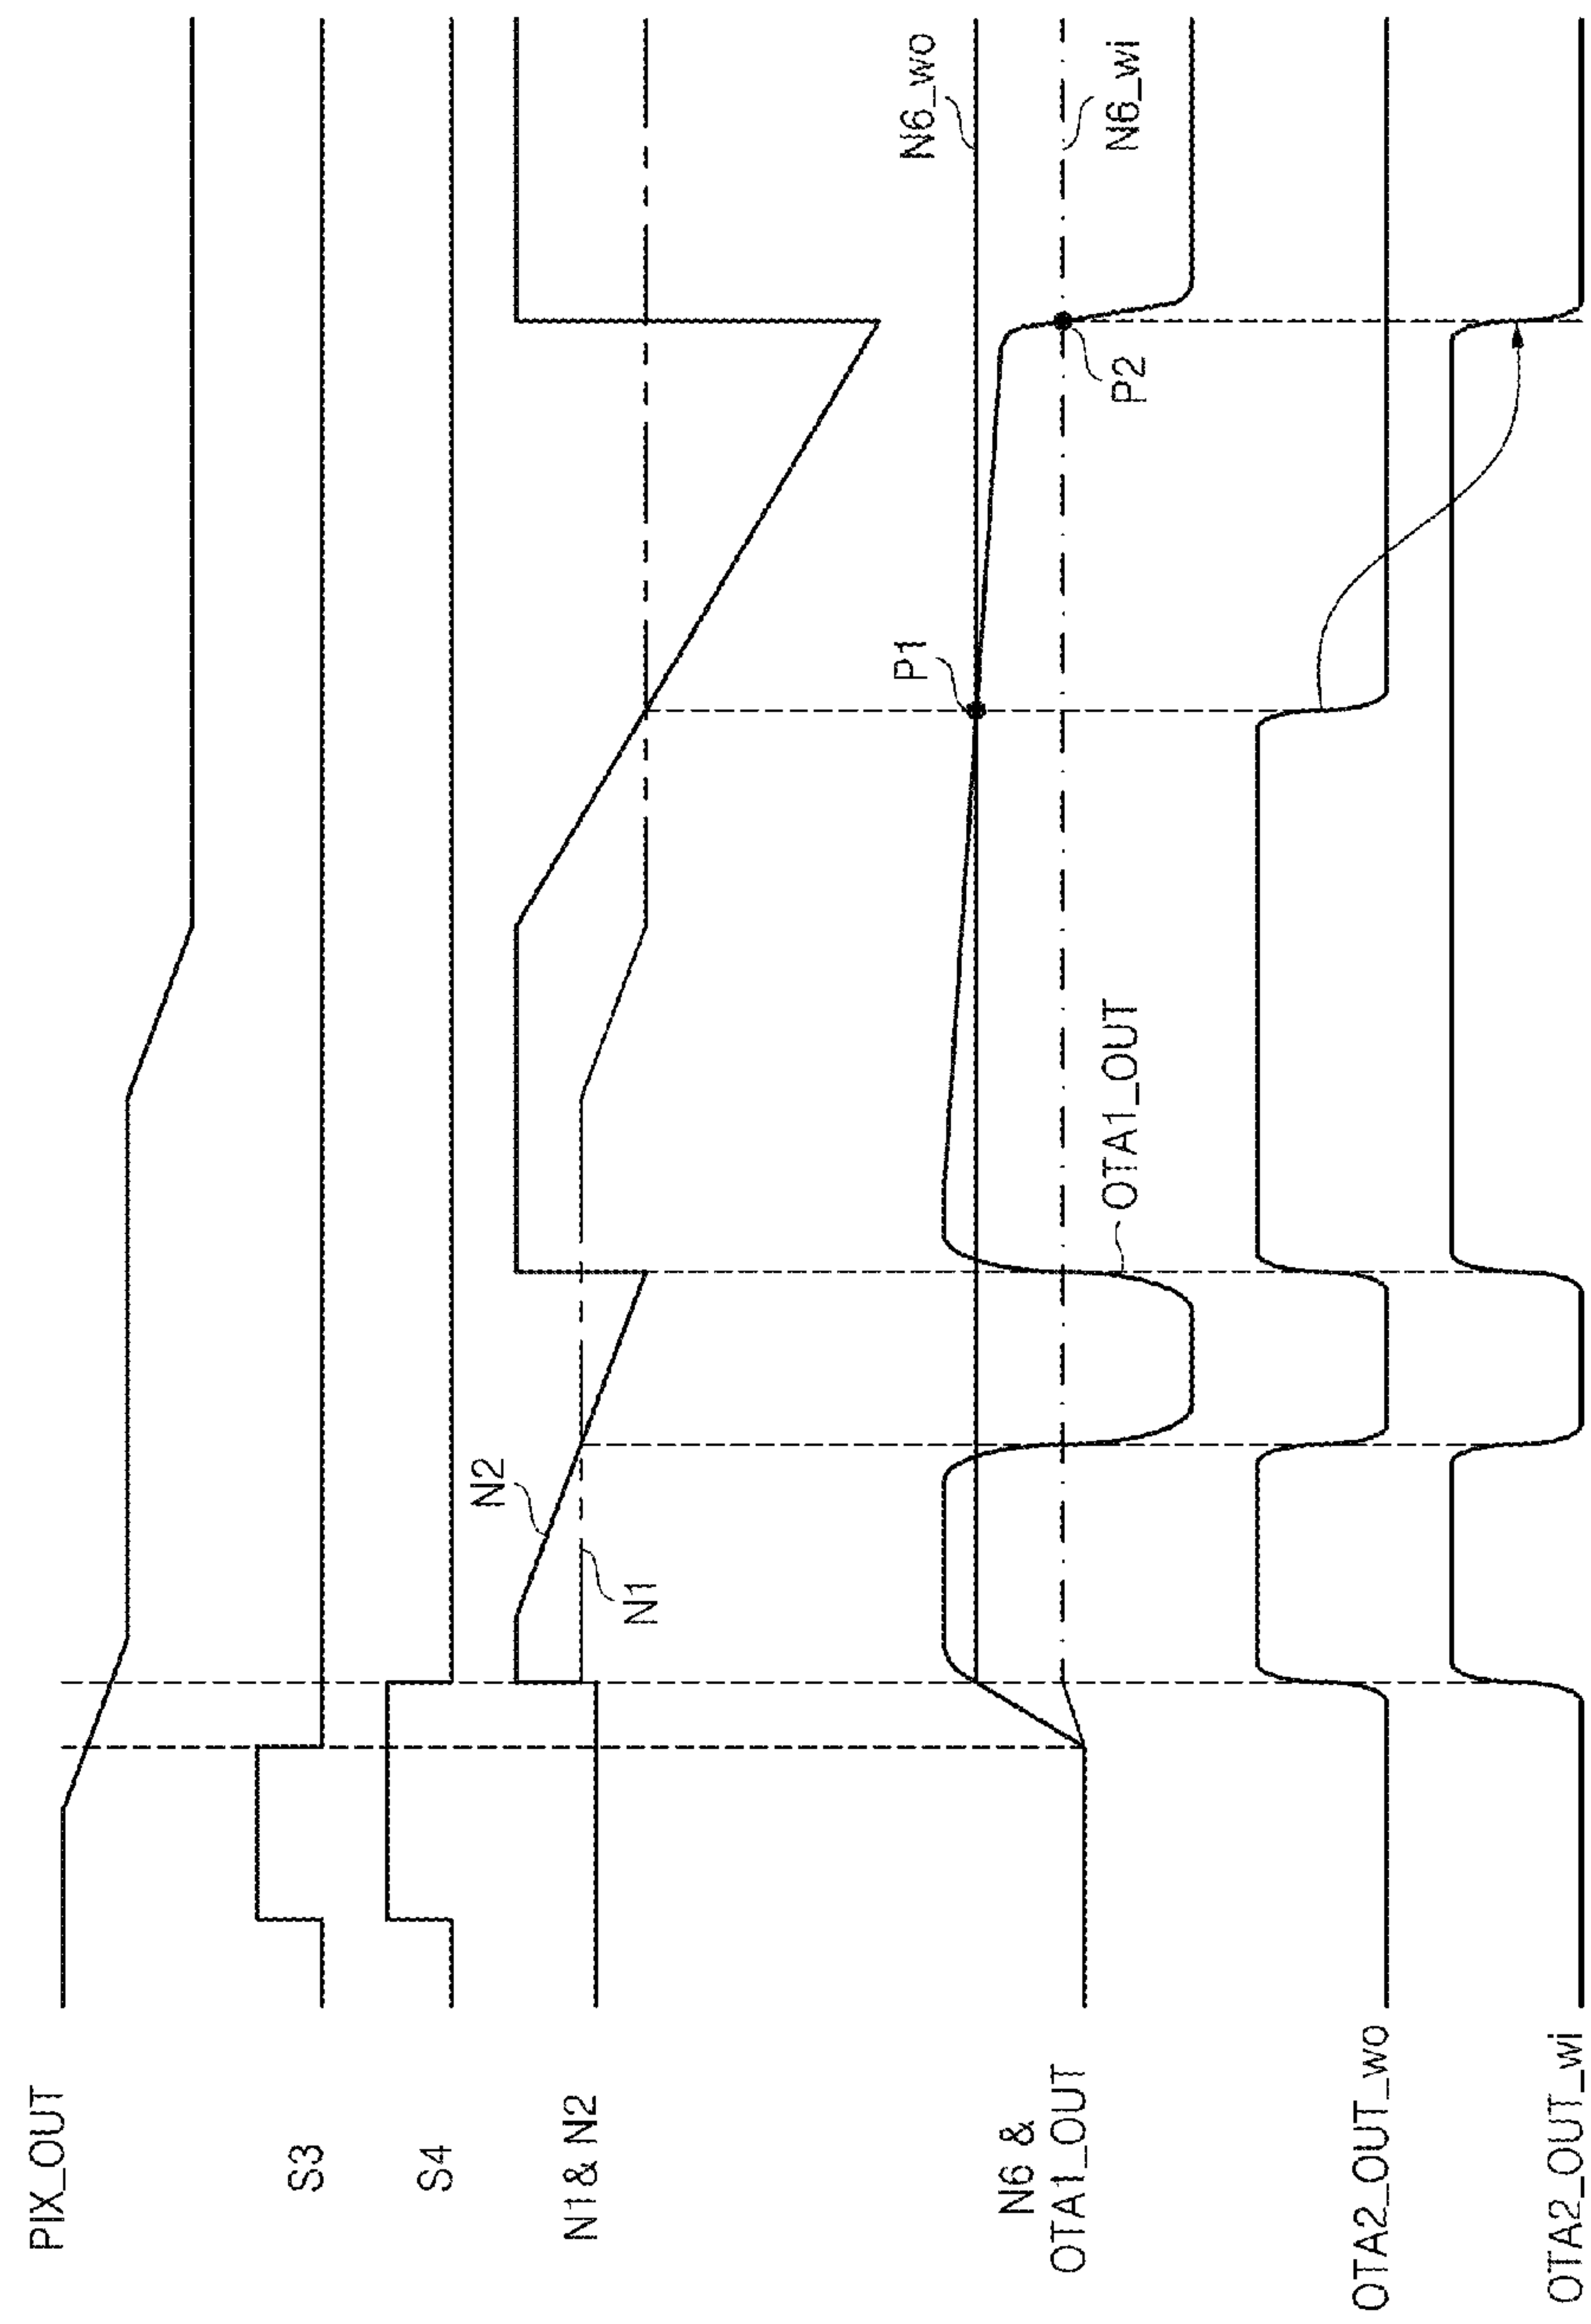 PIX_OUT
S3
S4
N1& N2
N2
N1
N6 &
OTA1_OUT
OTA1_OUT
P1
P2
N6_wo
N6_wi
OTA2_OUT_wo
OTA2_OUT_wi